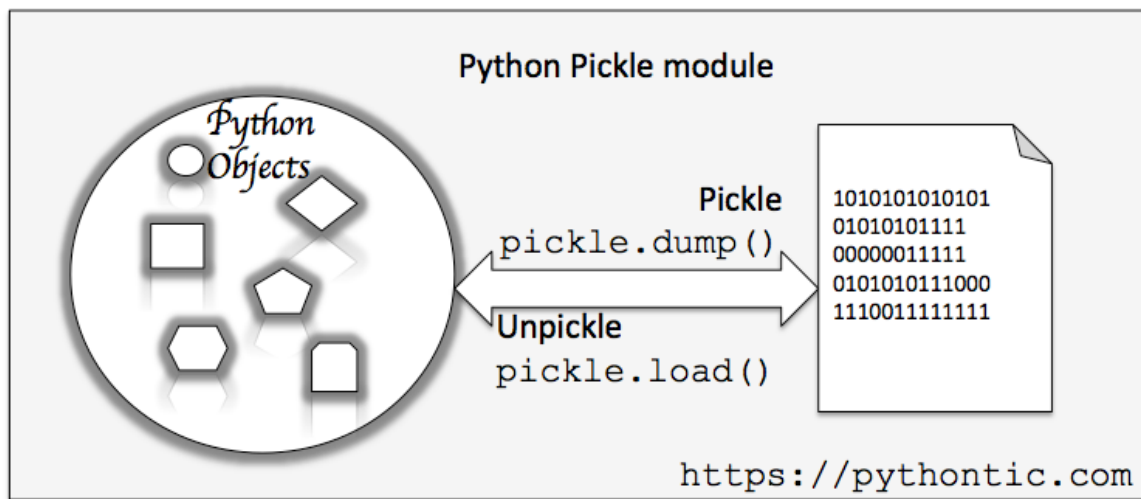 Python Pickle module
Python
Objects
Pickle
pickle.dump()
Unpickle
pickle.load()
1010101010101
01010101111
00000011111
0101010111000
1110011111111
https://pythontic.com